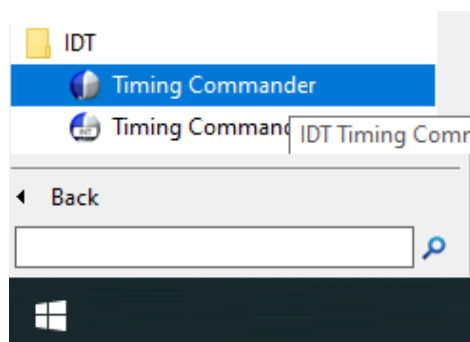 IDT
Timing Commander
Timing Command
IDT Timing Comm
Back